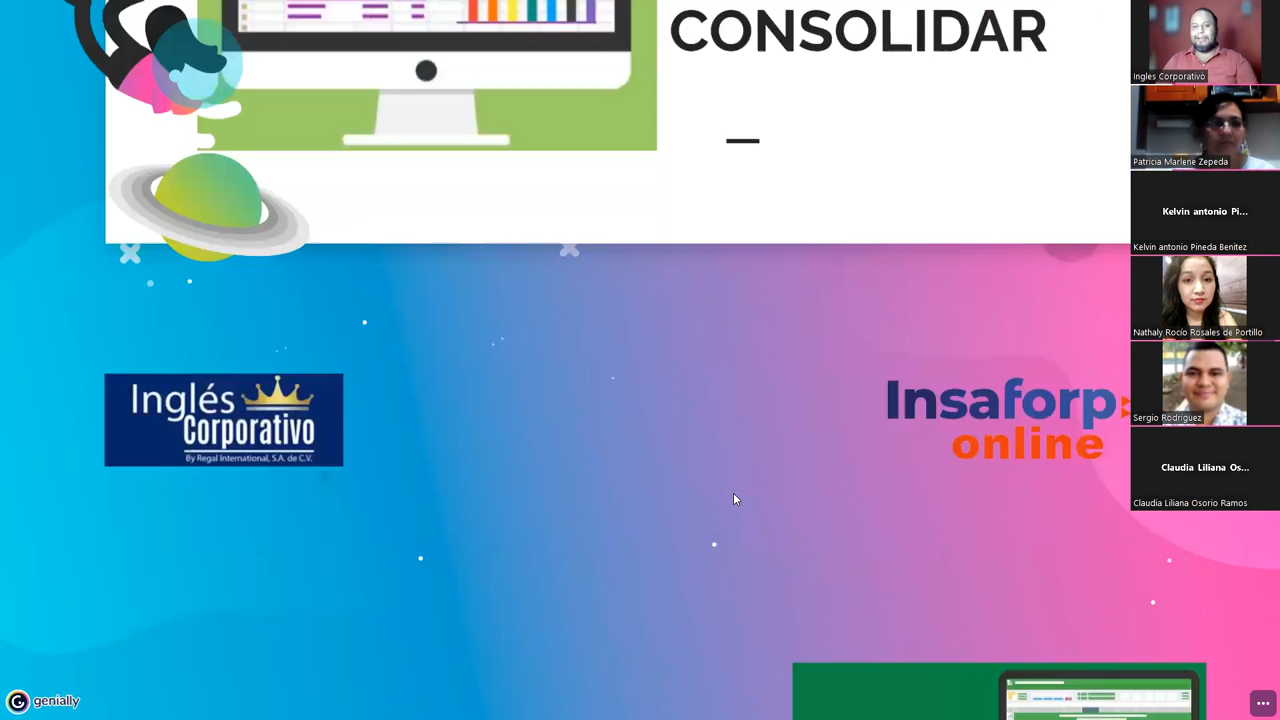 CONSOLIDAR
Inglés
Corporativo
By Regal International, S.A. de C.V.
Insaforp
online
genially
Ingles Corporativo
Patricia Marlene Zepeda
Kelvin antonio Pi...
Kelvin antonio Pineda Benitez
Nathaly Rocío Rosales de Portillo
Sergio Rodriguez
Claudia Liliana Os...
Claudia Liliana Osorio Ramos